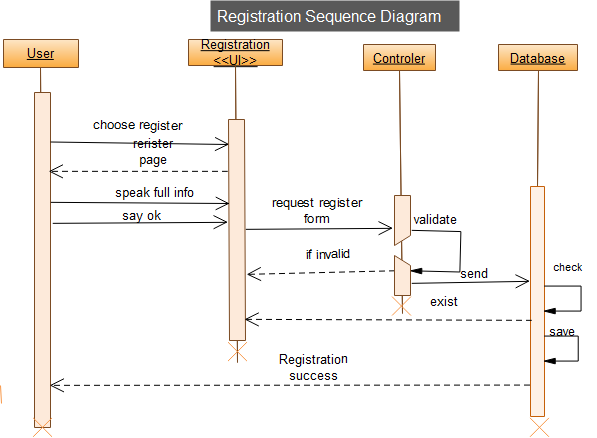 Registration Sequence Diagram
User
Registration
<<UI>>
Controler
Database
choose register
rerister
page
speak full info
say ok
request register
form
validate
if invalid
send
check
exist
save
Registration
success